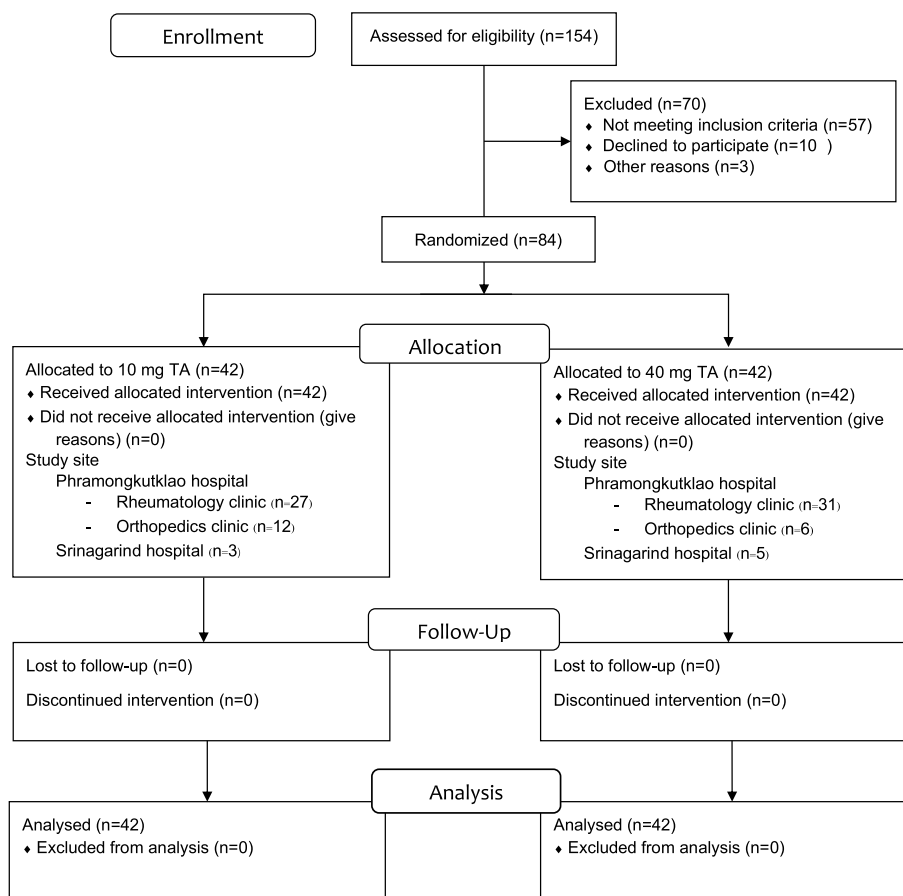 Enrollment
Assessed for eligibility (n=154)
Excluded (n=70)
♦ Not meeting inclusion criteria (n=57)
♦ Declined to participate (n=10 )
♦ Other reasons (n=3)
Randomized (n=84)
Allocation
Allocated to 10 mg TA (n=42)
♦ Received allocated intervention (n=42)
♦ Did not receive allocated intervention (give
reasons) (n=0)
Study site
Phramongkutklao hospital
- Rheumatology clinic (n=27)
- Orthopedics clinic (n=12)
Srinagarind hospital (n=3)
Allocated to 40 mg TA (n=42)
♦ Received allocated intervention (n=42)
♦ Did not receive allocated intervention (give
reasons) (n=0)
Study site
Phramongkutklao hospital
- Rheumatology clinic (n=31)
- Orthopedics clinic (n=6)
Srinagarind hospital (n=5)
Follow-Up
Lost to follow-up (n=0)
Discontinued intervention (n=0)
Lost to follow-up (n=0)
Discontinued intervention (n=0)
Analysis
Analysed (n=42)
♦ Excluded from analysis (n=0)
Analysed (n=42)
♦ Excluded from analysis (n=0)